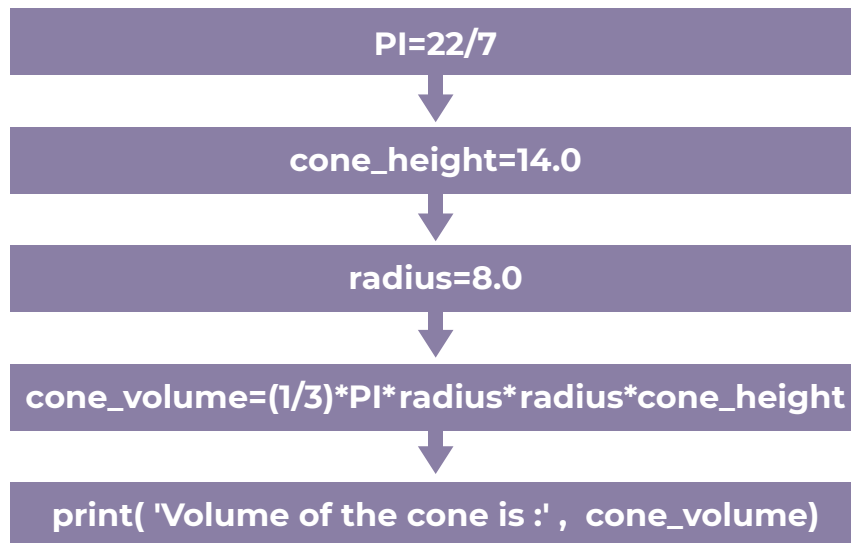 PI=22/7
cone_height=14.0
radius=8.0
cone_volume=(1/3)*PI*radius*radius*cone_height
print( 'Volume of the cone is :' ,  cone_volume)